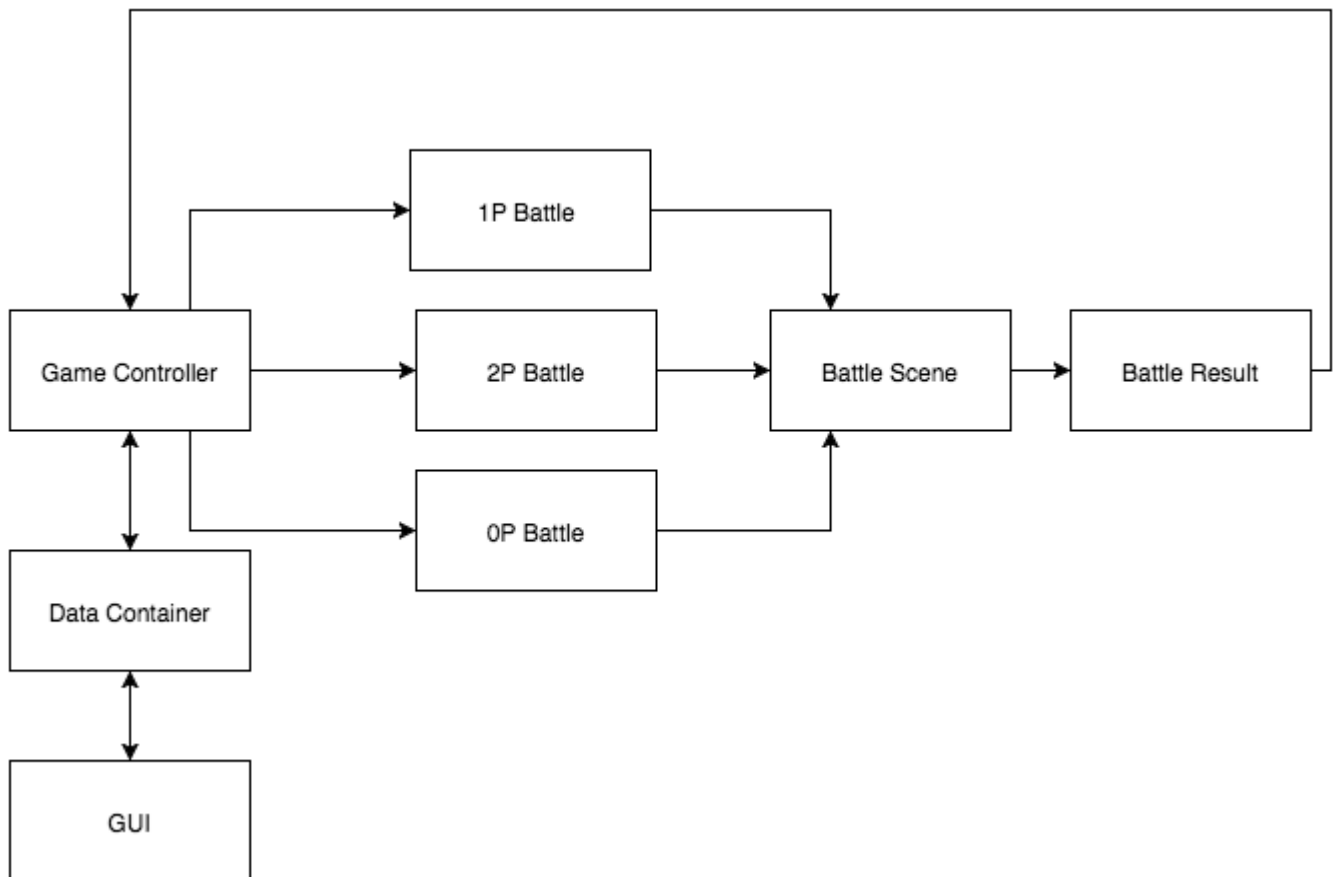 1P Battle
Game Controller
2P Battle
Battle Scene
Battle Result
0P Battle
Data Container
GUI